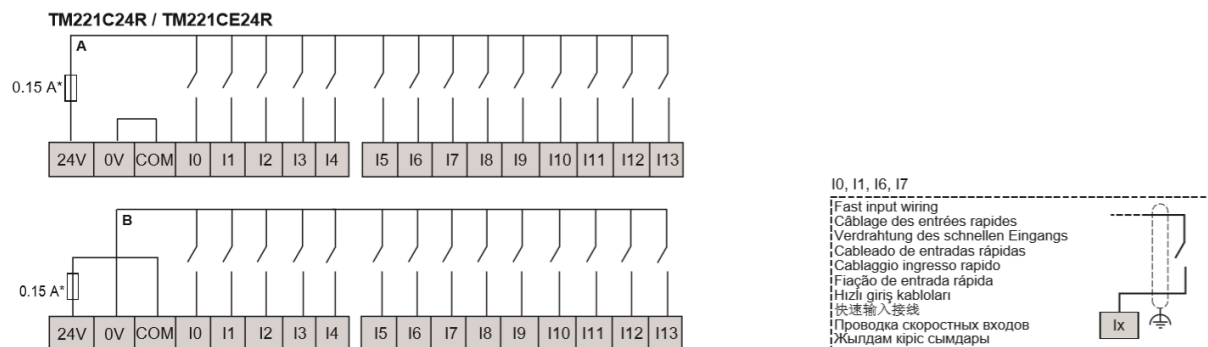 TM221C24R / TM221CE24R
A
0.15 A*
24V 0V COM I0 I1 I2 I3 I4 I5 I6 I7 I8 I9 I10 I11 I12 I13
B
0.15 A*
24V 0V COM I0 I1 I2 I3 I4 I5 I6 I7 I8 I9 I10 I11 I12 I13
I0, I1, I6, I7
Fast input wiring
Câblage des entrées rapides
Verdrahtung des schnellen Eingangs
Cableado de entradas rápidas
Cablaggio ingresso rapido
Fiação de entrada rápida
Hızlı giriş kabloları
快速输入接线
Проводка скоростных входов
Жылдам кіріс сымдары
Ix